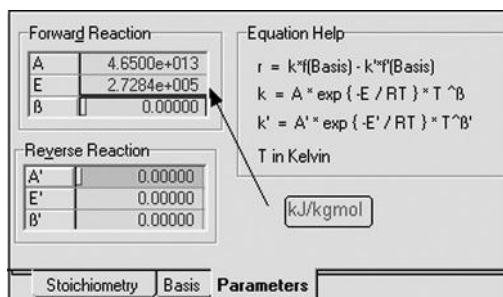 Forward Reaction
A 4.6500e+013
E 2.7284e+005
ß 0.00000
Reverse Reaction
A' 0.00000
E' 0.00000
B' 0.00000
Equation Help
r = k*f(Basis) - k'*f'(Basis)
k = A * exp { -E / RT } * T ^ß
k' = A' * exp { -E' / RT } * T^ß'
T in Kelvin
kJ/kgmol
Stoichiometry Basis Parameters